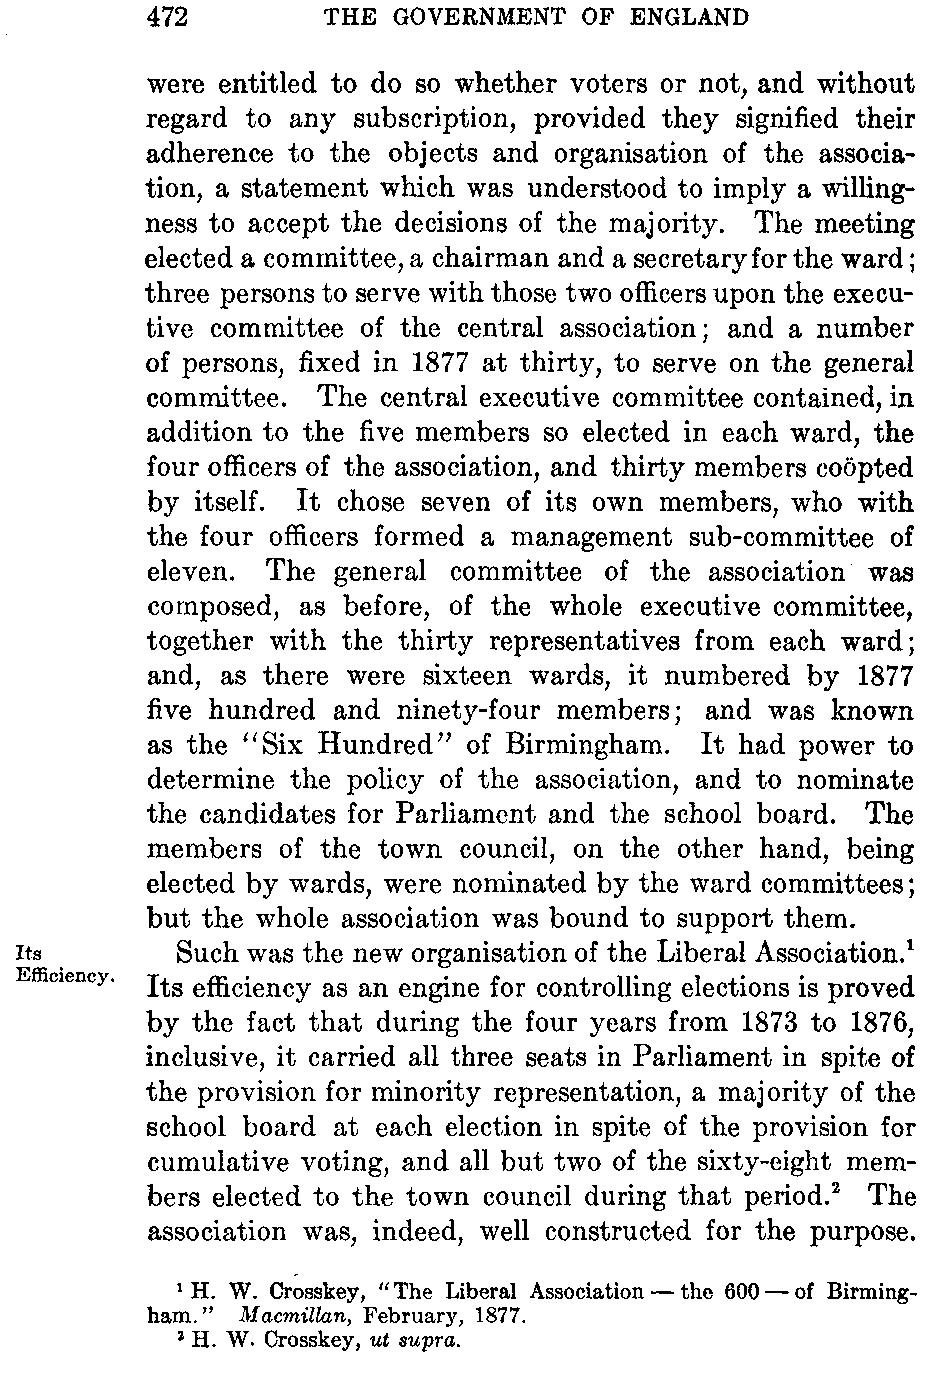 472 THE GOVERNMENT OF ENGLAND
were entitled to do so whether voters or not, and without
regard to any subscription, provided they signified their
adherence to the objects and organisation of the associa-
tion, a statement which was understood to imply a willing-
ness to accept the decisions of the majority. The meeting
elected a committee, a chairman and a secretary for the ward;
three persons to serve with those two officers upon the execu-
tive committee of the central association; and a number
of persons, fixed in 1877 at thirty, to serve on the general
committee. The central executive committee contained, in
addition to the five members so elected in each ward, the
four officers of the association, and thirty members coöpted
by itself. It chose seven of its own members, who with
the four officers formed a management sub-committee of
eleven. The general committee of the association was
composed, as before, of the whole executive committee,
together with the thirty representatives from each ward;
and, as there were sixteen wards, it numbered by 1877
five hundred and ninety-four members; and was known
as the "Six Hundred" of Birmingham. It had power to
determine the policy of the association, and to nominate
the candidates for Parliament and the school board. The
members of the town council, on the other hand, being
elected by wards, were nominated by the ward committees;
but the whole association was bound to support them.
Its
Efficiency.
Such was the new organisation of the Liberal Association.¹
Its efficiency as an engine for controlling elections is proved
by the fact that during the four years from 1873 to 1876,
inclusive, it carried all three seats in Parliament in spite of
the provision for minority representation, a majority of the
school board at each election in spite of the provision for
cumulative voting, and all but two of the sixty-eight mem-
bers elected to the town council during that period.² The
association was, indeed, well constructed for the purpose.
¹ H. W. Crosskey, "The Liberal Association — the 600 — of Birming-
ham." Macmillan, February, 1877.
² H. W. Crosskey, ut supra.